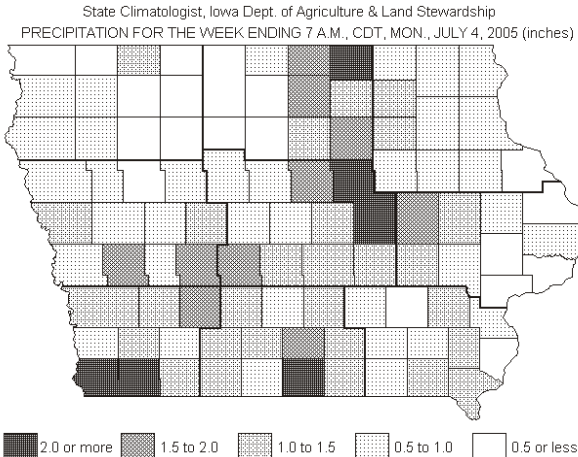 State Climatologist, Iowa Dept. of Agriculture & Land Stewardship
PRECIPITATION FOR THE WEEK ENDING 7 A.M., CDT, MON., JULY 4, 2005 (inches)
2.0 or more 1.5 to 2.0 1.0 to 1.5 0.5 to 1.0 0.5 or less